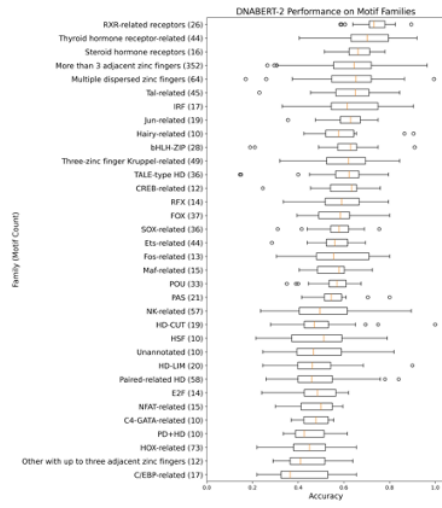 DNABERT-2 Performance on Motif Families
RXR-related receptors (26)
Thyroid hormone receptor-related (44)
Steroid hormone receptors (16)
More than 3 adjacent zinc fingers (352)
Multiple dispersed zinc fingers (64)
Tal-related (45)
IRF (17)
Jun-related (19)
Hairy-related (10)
bHLH-ZIP (28)
Three-zinc finger Kruppel-related (49)
TALE-type HD (36)
CREB-related (12)
RFX (14)
FOX (37)
SOX-related (36)
Ets-related (44)
Fos-related (13)
Maf-related (15)
POU (33)
PAS (21)
NK-related (57)
HD-CUT (19)
HSF (10)
Unannotated (10)
HD-LIM (20)
Paired-related HD (58)
E2F (14)
NFAT-related (15)
C4-GATA-related (10)
PD+HD (10)
HOX-related (73)
Other with up to three adjacent zinc fingers (12)
C/EBP-related (17)
Family (Motif Count)
0.0 0.2 0.4 0.6 0.8 1.0
Accuracy